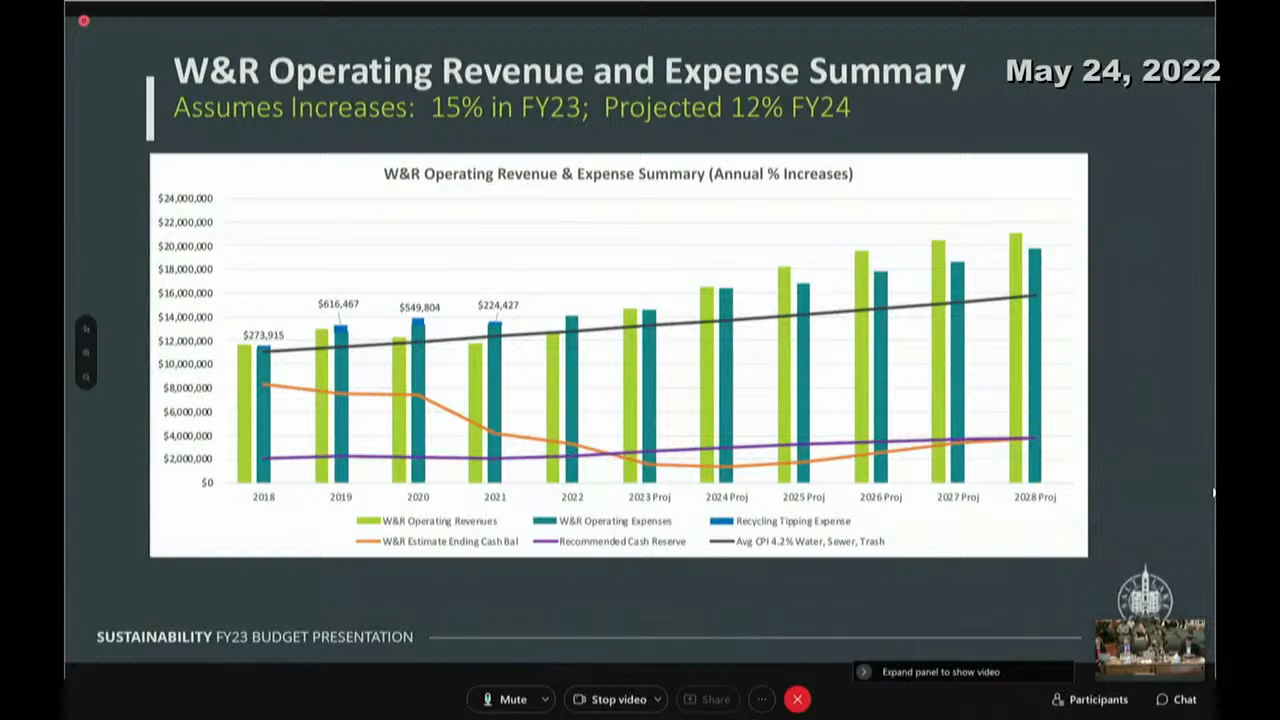 W&R Operating Revenue and Expense Summary
May 24, 2022
Assumes Increases: 15% in FY23; Projected 12% FY24
W&R Operating Revenue & Expense Summary (Annual % Increases)
$24,000,000
$22,000,000
$20,000,000
$18,000,000
$16,000,000
$14,000,000
$12,000,000
$10,000,000
$8,000,000
$6,000,000
$4,000,000
$2,000,000
$0
$273,915
$616,467
$549,804
$224,427
2018 2019 2020 2021 2022 2023 Proj 2024 Proj 2025 Proj 2026 Proj 2027 Proj 2028 Proj
W&R Operating Revenues W&R Operating Expenses Recycling Tipping Expense
W&R Estimate Ending Cash Bal Recommended Cash Reserve Avg CPI 4.2% Water, Sewer, Trash
SUSTAINABILITY FY23 BUDGET PRESENTATION
Expand panel to show video
Mute Stop video Share Participants Chat